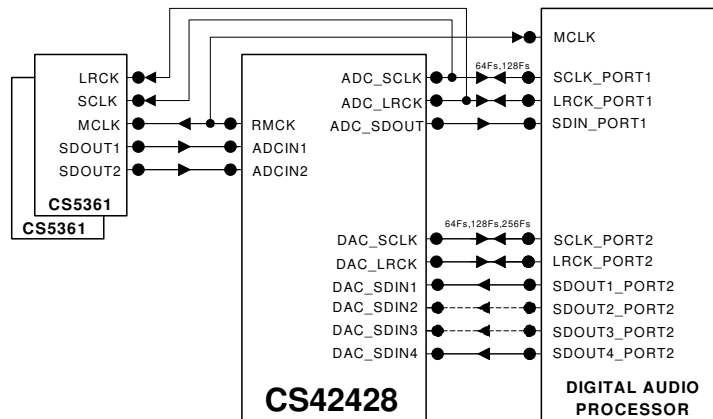 MCLK
LRCK
SCLK
MCLK
SDOUT1
SDOUT2
CS5361
CS5361
RMCK
ADCIN1
ADCIN2
ADC_SCLK
ADC_LRCK
ADC_SDOUT
64Fs,128Fs
SCLK_PORT1
LRCK_PORT1
SDIN_PORT1
DAC_SCLK
DAC_LRCK
DAC_SDIN1
DAC_SDIN2
DAC_SDIN3
DAC_SDIN4
64Fs,128Fs,256Fs
SCLK_PORT2
LRCK_PORT2
SDOUT1_PORT2
SDOUT2_PORT2
SDOUT3_PORT2
SDOUT4_PORT2
CS42428
DIGITAL AUDIO
PROCESSOR